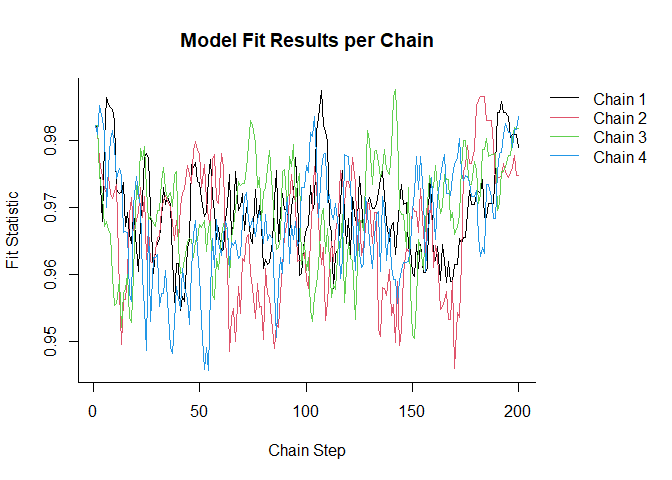 Model Fit Results per Chain
Fit Statistic
0.98
0.97
0.96
0.95
0
50
100
150
200
Chain Step
Chain 1
Chain 2
Chain 3
Chain 4